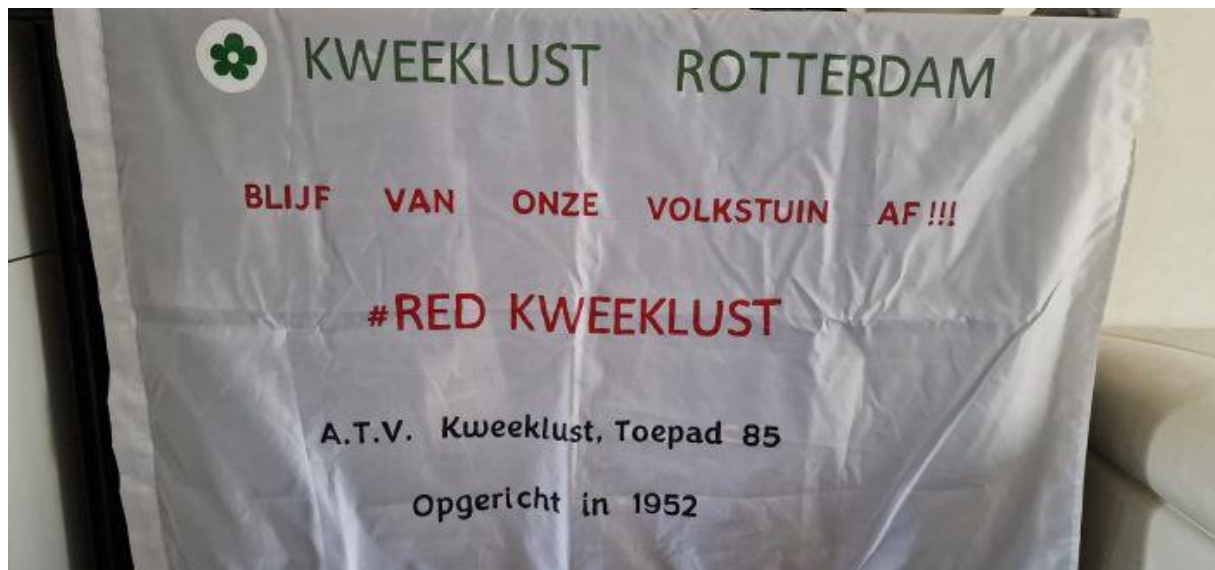 KWEEKLUST ROTTERDAM
BLIJF VAN ONZE VOLKSTUIN AF!!!
#RED KWEEKLUST
A.T.V. Kweeklust, Toepad 85
Opgericht in 1952